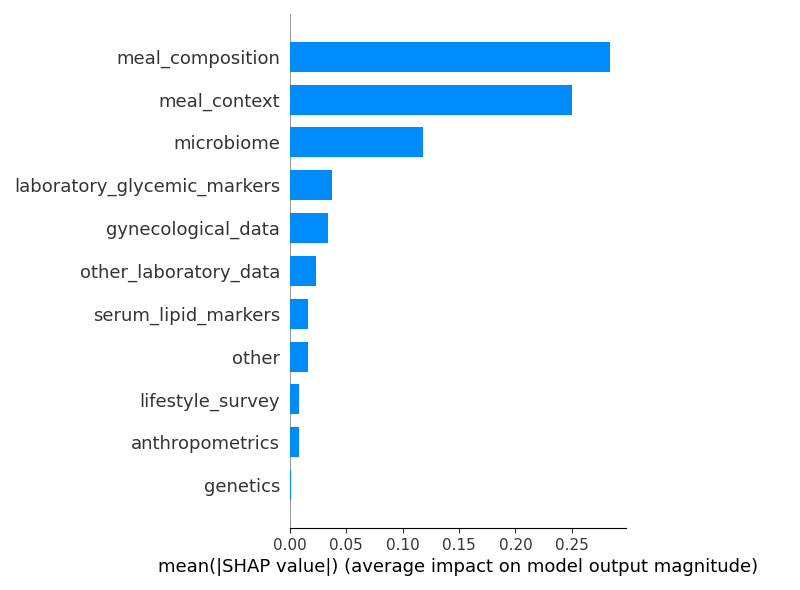 meal_composition
meal_context
microbiome
laboratory_glycemic_markers
gynecological_data
other_laboratory_data
serum_lipid_markers
other
lifestyle_survey
anthropometrics
genetics
0.00 0.05 0.10 0.15 0.20 0.25
mean(|SHAP value|) (average impact on model output magnitude)